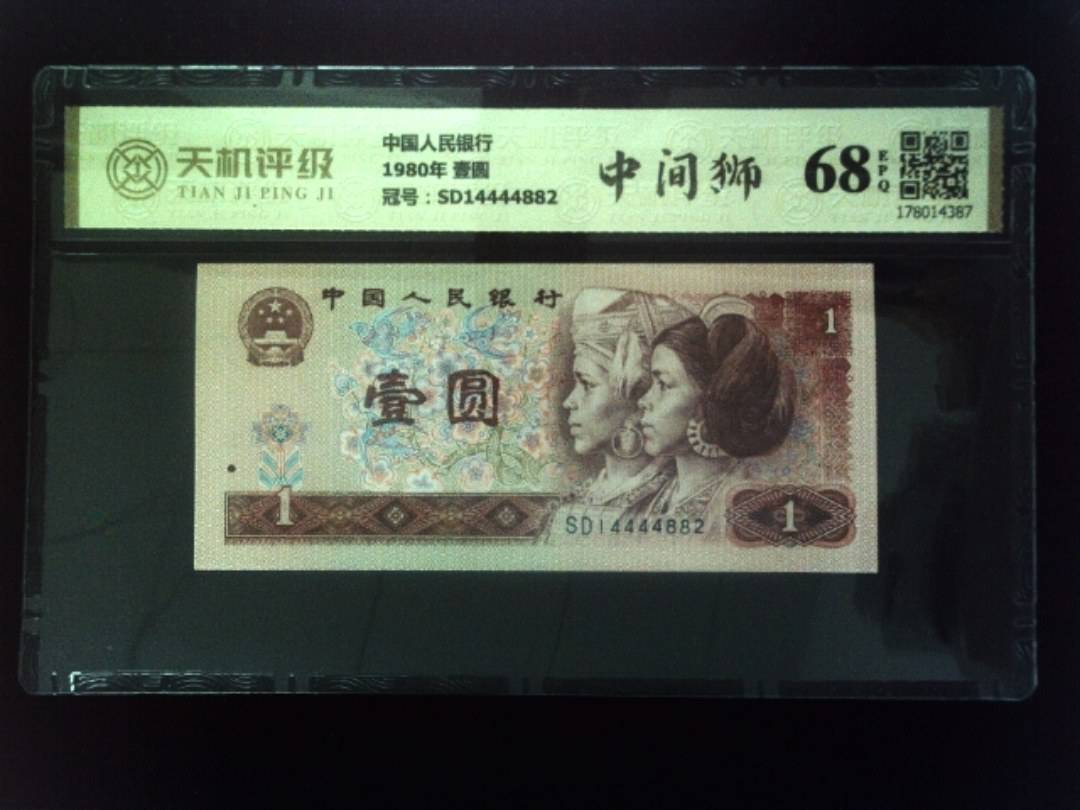 天机评级
TIAN JI PING JI
中国人民银行
1980年 壹圆
冠号：SD14444882
中间狮
68
EPQ
178014387
中国人民银行
壹圆
1
1
SD14444882
1